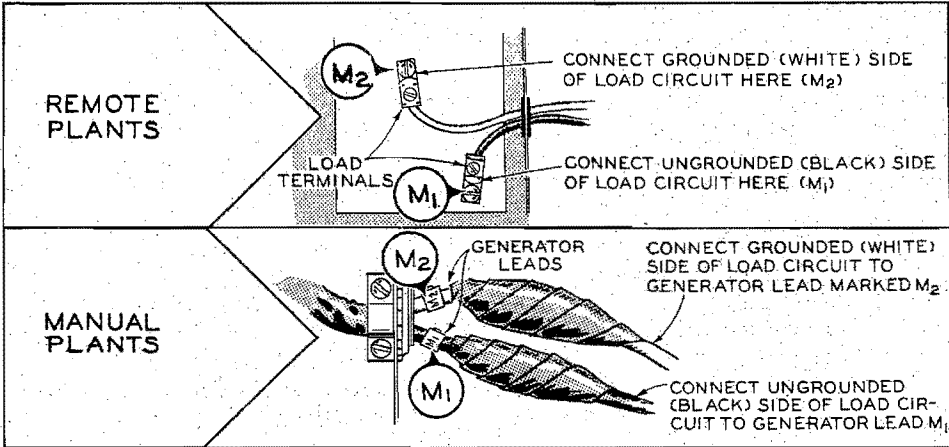 REMOTE
PLANTS
M2
CONNECT GROUNDED (WHITE) SIDE
OF LOAD CIRCUIT HERE (M2)
LOAD
TERMINALS
M1
CONNECT UNGROUNDED (BLACK) SIDE
OF LOAD CIRCUIT HERE (M1)
MANUAL
PLANTS
M2
GENERATOR
LEADS
CONNECT GROUNDED (WHITE)
SIDE OF LOAD CIRCUIT TO
GENERATOR LEAD MARKED M2
M2
M1
M1
CONNECT UNGROUNDED
(BLACK) SIDE OF LOAD CIR-
CUIT TO GENERATOR LEAD M1